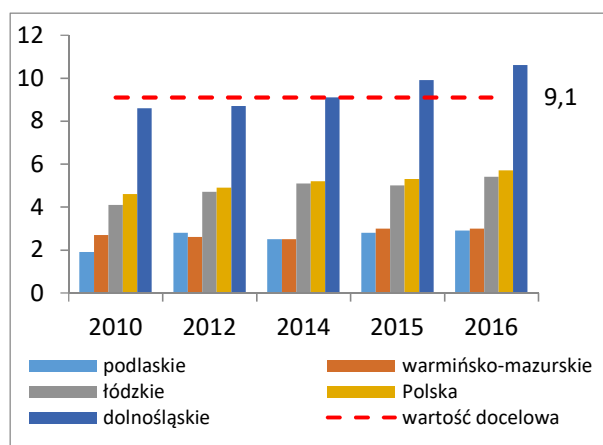 12
10
8
6
4
2
0
9,1
2010 2012 2014 2015 2016
podlaskie warmińsko-mazurskie
łódzkie Polska
dolnośląskie wartość docelowa